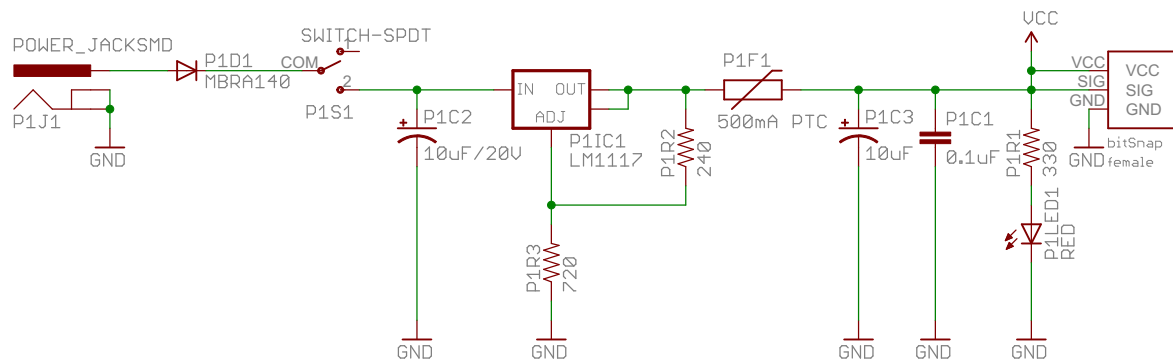 VCC
POWER_JACKSMD
SWITCH-SPDT
P1D1
MBRA140
COM
1
2
P1S1
P1J1
GND
IN
OUT
ADJ
P1IC1
LM1117
P1C2
10uF/20V
P1R2
240
P1R3
720
P1F1
500mA PTC
P1C3
10uF
P1C1
0.1uF
P1R1
330
P1LED1
RED
VCC
SIG
GND
VCC
SIG
GND
GND
bitSnap
female
GND
GND
GND
GND
GND
+
+